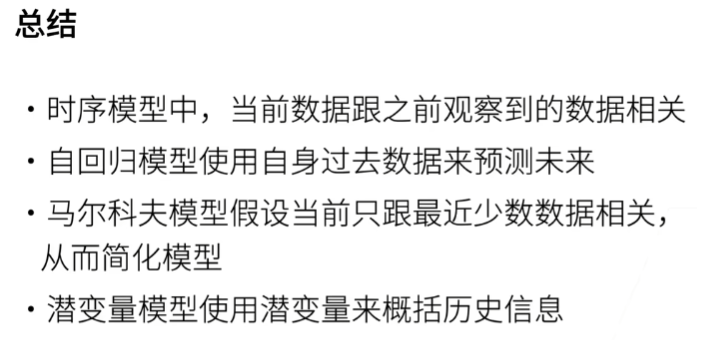 总结
• 时序模型中，当前数据跟之前观察到的数据相关
• 自回归模型使用自身过去数据来预测未来
• 马尔科夫模型假设当前只跟最近少数数据相关，
从而简化模型
• 潜变量模型使用潜变量来概括历史信息